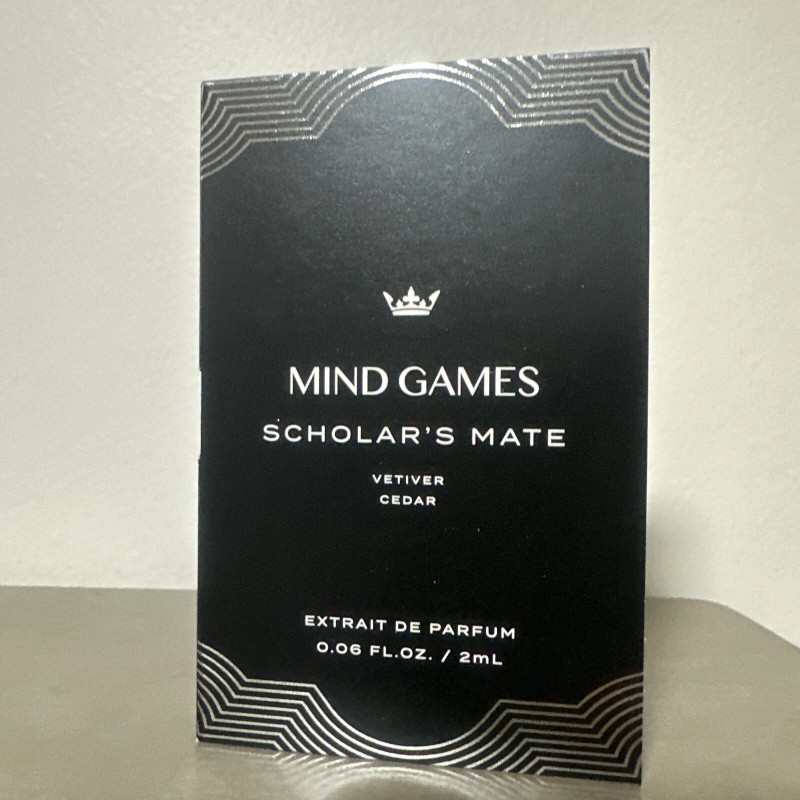 MIND GAMES
SCHOLAR'S MATE
VETIVER
CEDAR
EXTRAIT DE PARFUM
0.06 FL.OZ. / 2mL